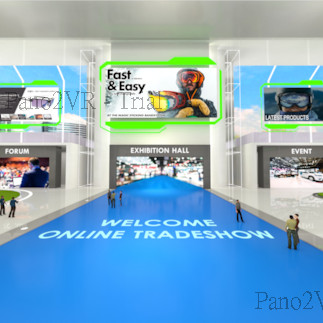 Fast
& Easy
Pano2VR Trial
LATEST PRODUCTS
FORUM
EXHIBITION HALL
EVENT
WELCOME
ONLINE TRADESHOW
Pano2V